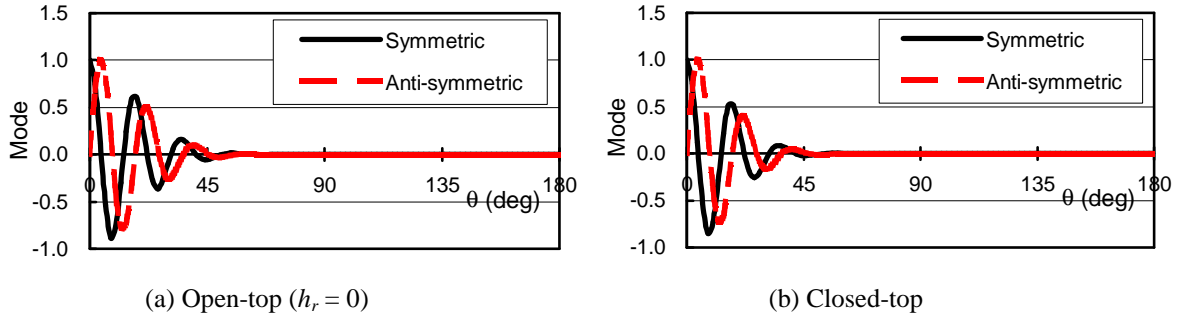 1.5
1.0
0.5
0.0
-0.5
-1.0
Mode
0
45
90
135
180
θ (deg)
Symmetric
Anti-symmetric
(a) Open-top (hr = 0)
1.5
1.0
0.5
0.0
-0.5
-1.0
Mode
0
45
90
135
180
θ (deg)
Symmetric
Anti-symmetric
(b) Closed-top